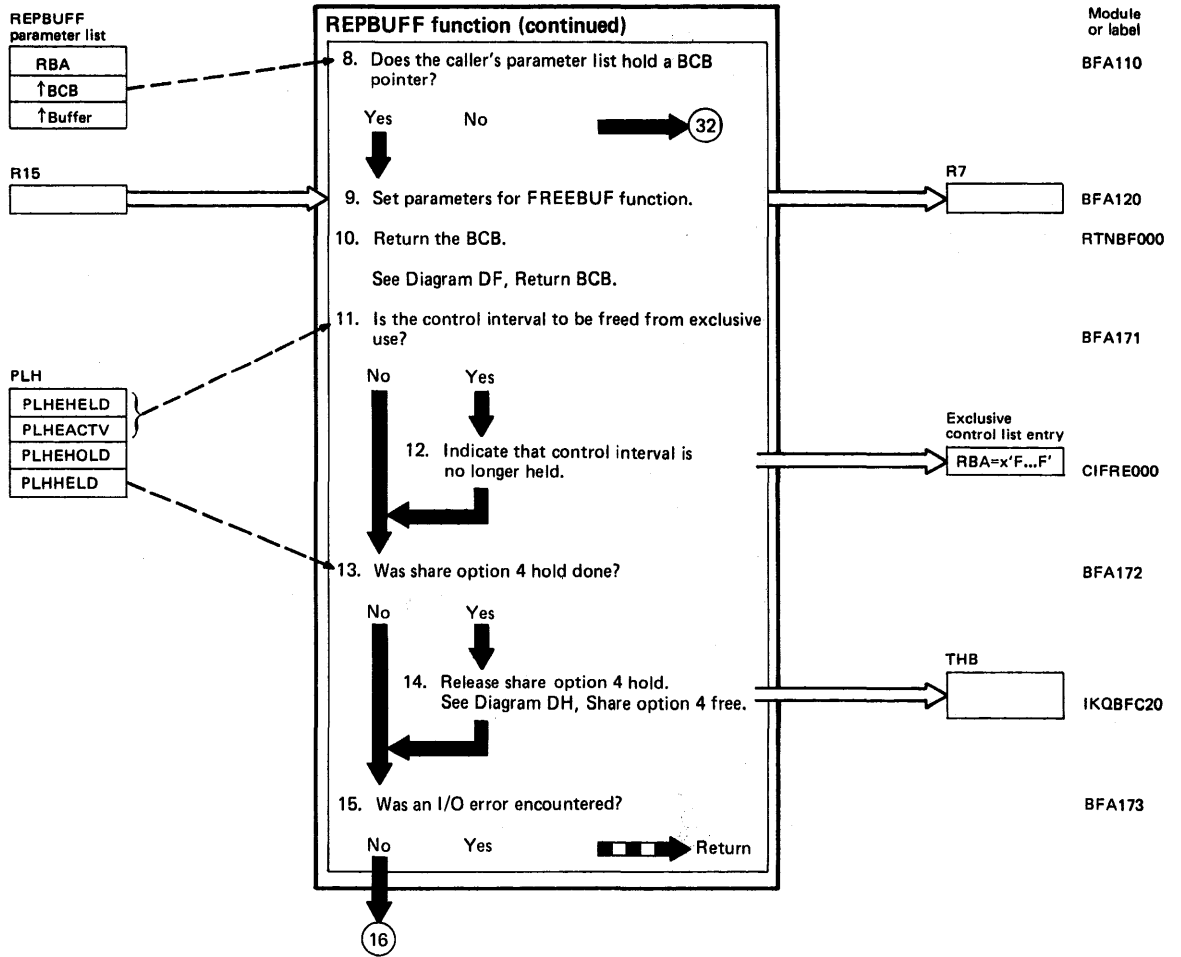 REPBUFF
parameter list
RBA
↑BCB
↑Buffer
R15
PLH
PLHEHELD
PLHEACTV
PLHEHOLD
PLHHELD
REPBUFF function (continued)
8. Does the caller's parameter list hold a BCB
pointer?
Yes No 32
9. Set parameters for FREEBUF function.
10. Return the BCB.
See Diagram DF, Return BCB.
11. Is the control interval to be freed from exclusive
use?
No Yes
12. Indicate that control interval is
no longer held.
13. Was share option 4 hold done?
No Yes
14. Release share option 4 hold.
See Diagram DH, Share option 4 free.
15. Was an I/O error encountered?
No Yes Return
16
R7
Exclusive
control list entry
RBA=x'F...F'
THB
Module
or label
BFA110
BFA120
RTNBF000
BFA171
CIFRE000
BFA172
IKQBFC20
BFA173